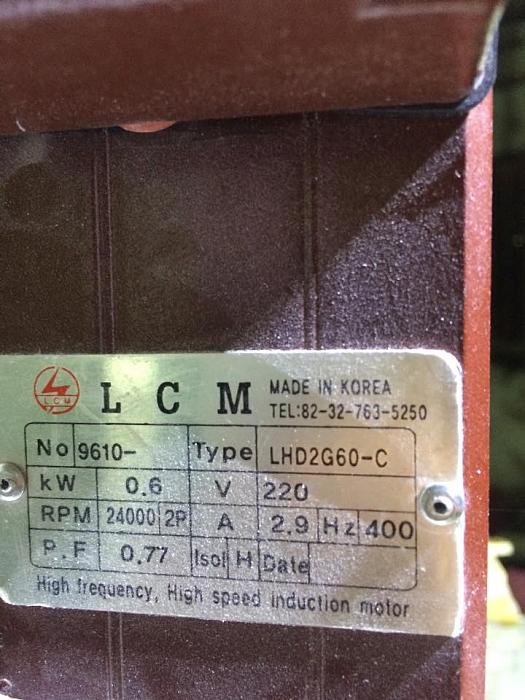 LCM
L C M
MADE IN KOREA
TEL:82-32-763-5250
No 9610- Type LHD2G60-C
kW 0.6 V 220
RPM 24000 2P A 2.9 Hz 400
P.F 0.77 Isol H Date
High frequency, High speed induction motor